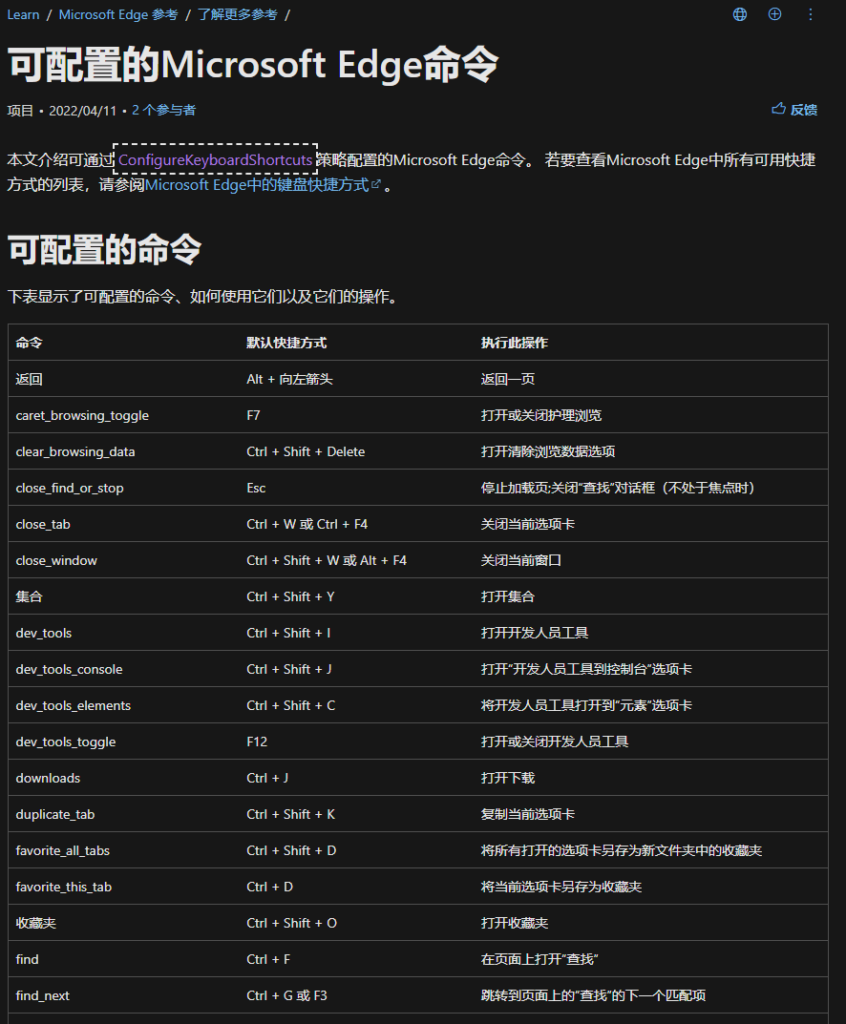 Learn / Microsoft Edge 参考 / 了解更多参考 /
可配置的Microsoft Edge命令
项目 • 2022/04/11 • 2 个参与者
反馈
本文介绍可通过 ConfigureKeyboardShortcuts 策略配置的Microsoft Edge命令。 若要查看Microsoft Edge中所有可用快捷
方式的列表，请参阅Microsoft Edge中的键盘快捷方式 。
可配置的命令
下表显示了可配置的命令、如何使用它们以及它们的操作。
命令 默认快捷方式 执行此操作
返回 Alt + 向左箭头 返回一页
caret_browsing_toggle F7 打开或关闭护理浏览
clear_browsing_data Ctrl + Shift + Delete 打开清除浏览数据选项
close_find_or_stop Esc 停止加载页;关闭“查找”对话框（不处于焦点时）
close_tab Ctrl + W 或 Ctrl + F4 关闭当前选项卡
close_window Ctrl + Shift + W 或 Alt + F4 关闭当前窗口
集合 Ctrl + Shift + Y 打开集合
dev_tools Ctrl + Shift + I 打开开发人员工具
dev_tools_console Ctrl + Shift + J 打开“开发人员工具到控制台”选项卡
dev_tools_elements Ctrl + Shift + C 将开发人员工具打开到“元素”选项卡
dev_tools_toggle F12 打开或关闭开发人员工具
downloads Ctrl + J 打开下载
duplicate_tab Ctrl + Shift + K 复制当前选项卡
favorite_all_tabs Ctrl + Shift + D 将所有打开的选项卡另存为新文件夹中的收藏夹
favorite_this_tab Ctrl + D 将当前选项卡另存为收藏夹
收藏夹 Ctrl + Shift + O 打开收藏夹
find Ctrl + F 在页面上打开“查找”
find_next Ctrl + G 或 F3 跳转到页面上的“查找”的下一个匹配项